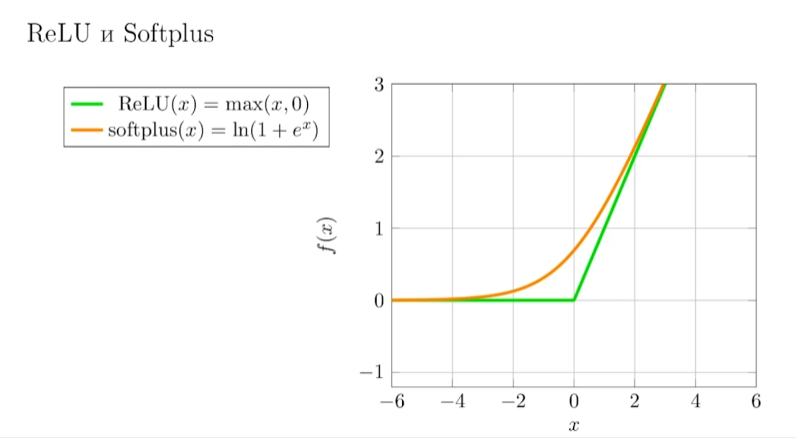 ReLU и Softplus
ReLU(x) = max(x, 0)
softplus(x) = ln(1 + eˣ)
f(x)
3
2
1
0
−1
−6 −4 −2 0 2 4 6
x